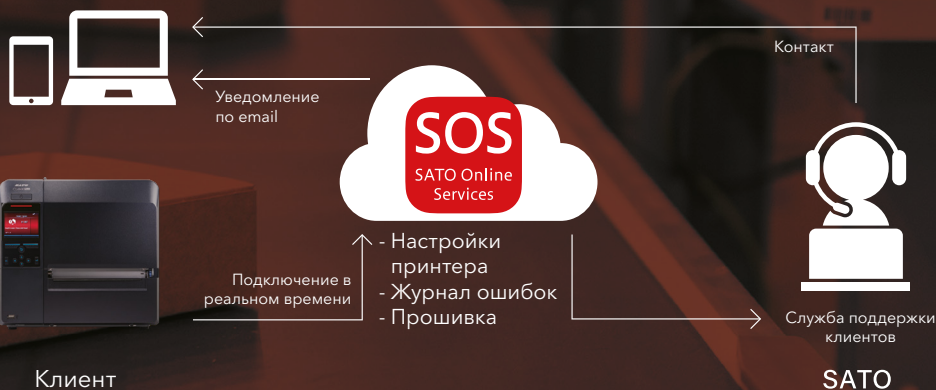 Контакт
Уведомление
по email
SOS
SATO Online
Services
- Настройки
принтера
- Журнал ошибок
- Прошивка
Подключение в
реальном времени
Служба поддержки
клиентов
Клиент
SATO